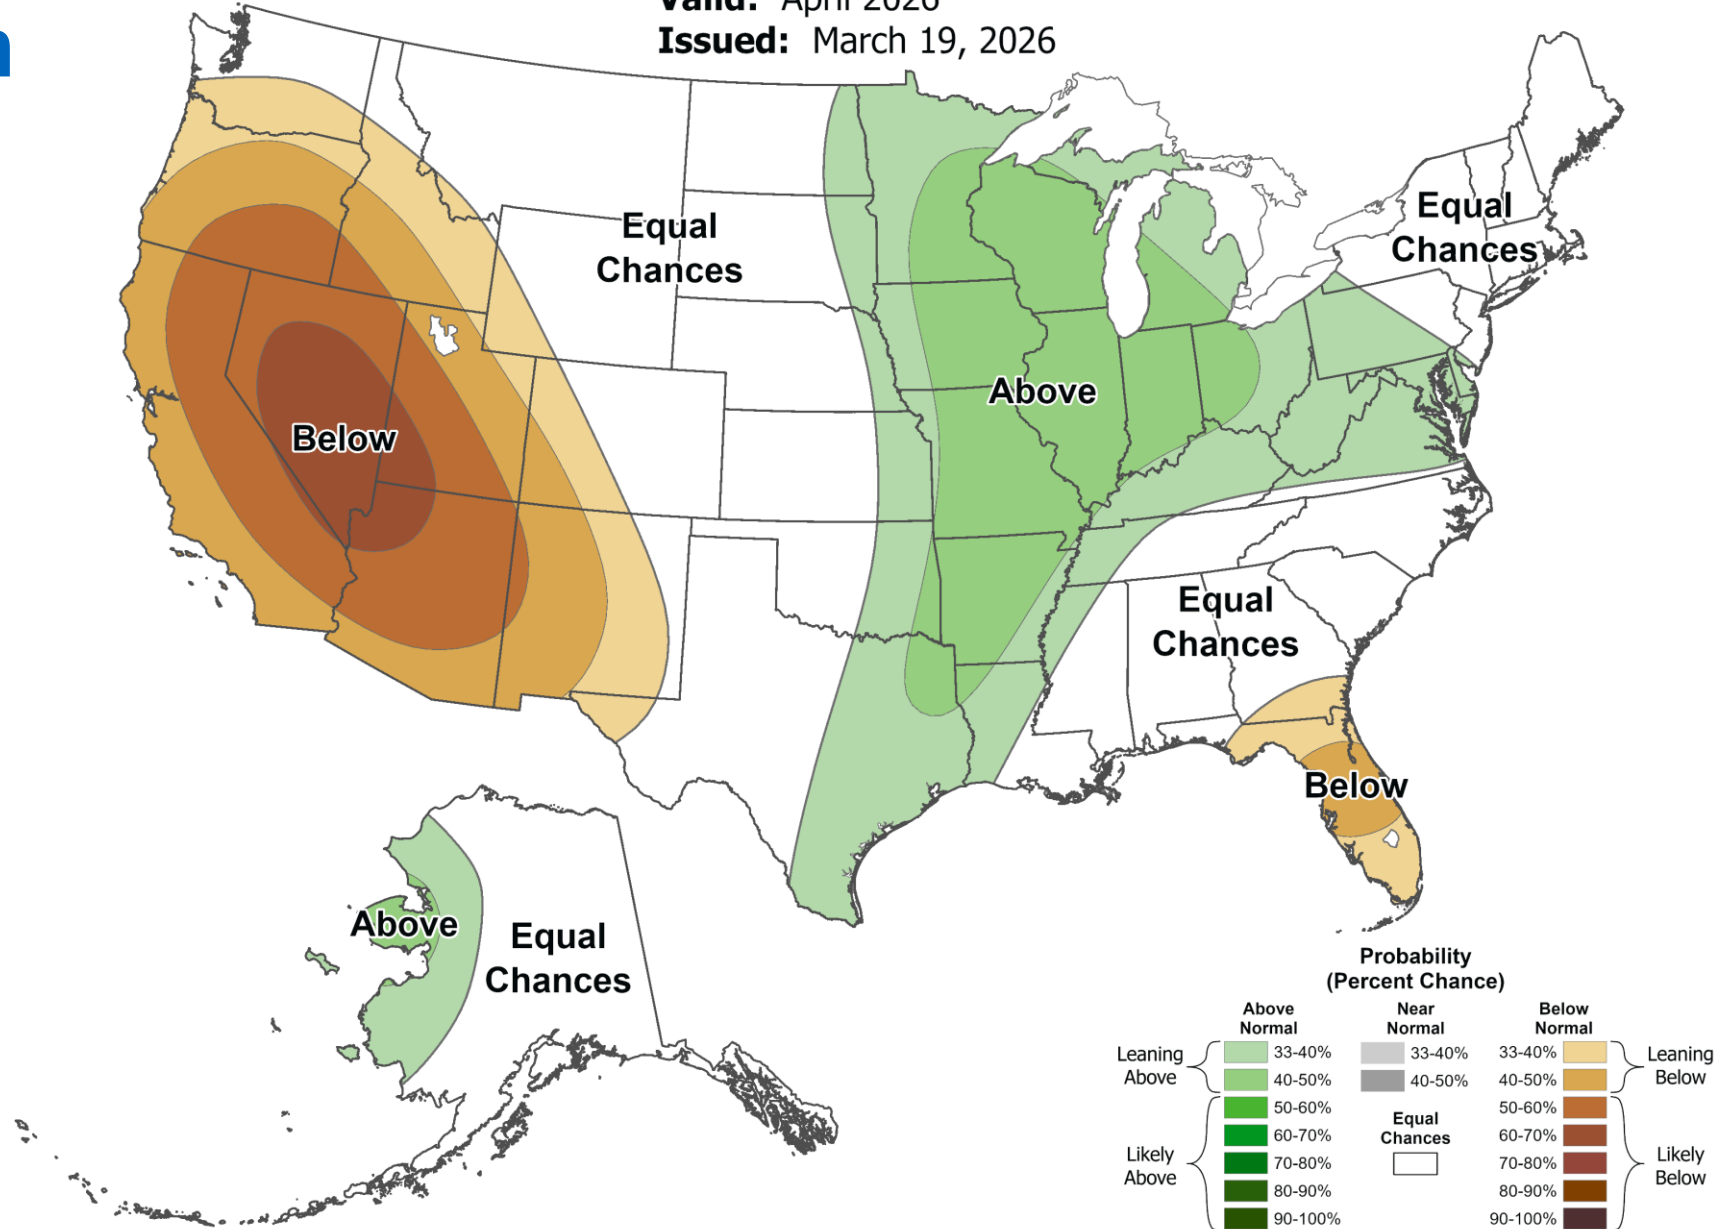 Valid: April 2026
Issued: March 19, 2026
Equal
Chances
Equal
Chances
Above
Below
Equal
Chances
Below
Above
Equal
Chances
Probability
(Percent Chance)
Above
Normal
Near
Normal
Below
Normal
Leaning
Above
33-40%
33-40%
33-40%
Leaning
Below
40-50%
40-50%
40-50%
50-60%
Equal
Chances
50-60%
60-70%
60-70%
Likely
Above
70-80%
70-80%
Likely
Below
80-90%
80-90%
90-100%
90-100%